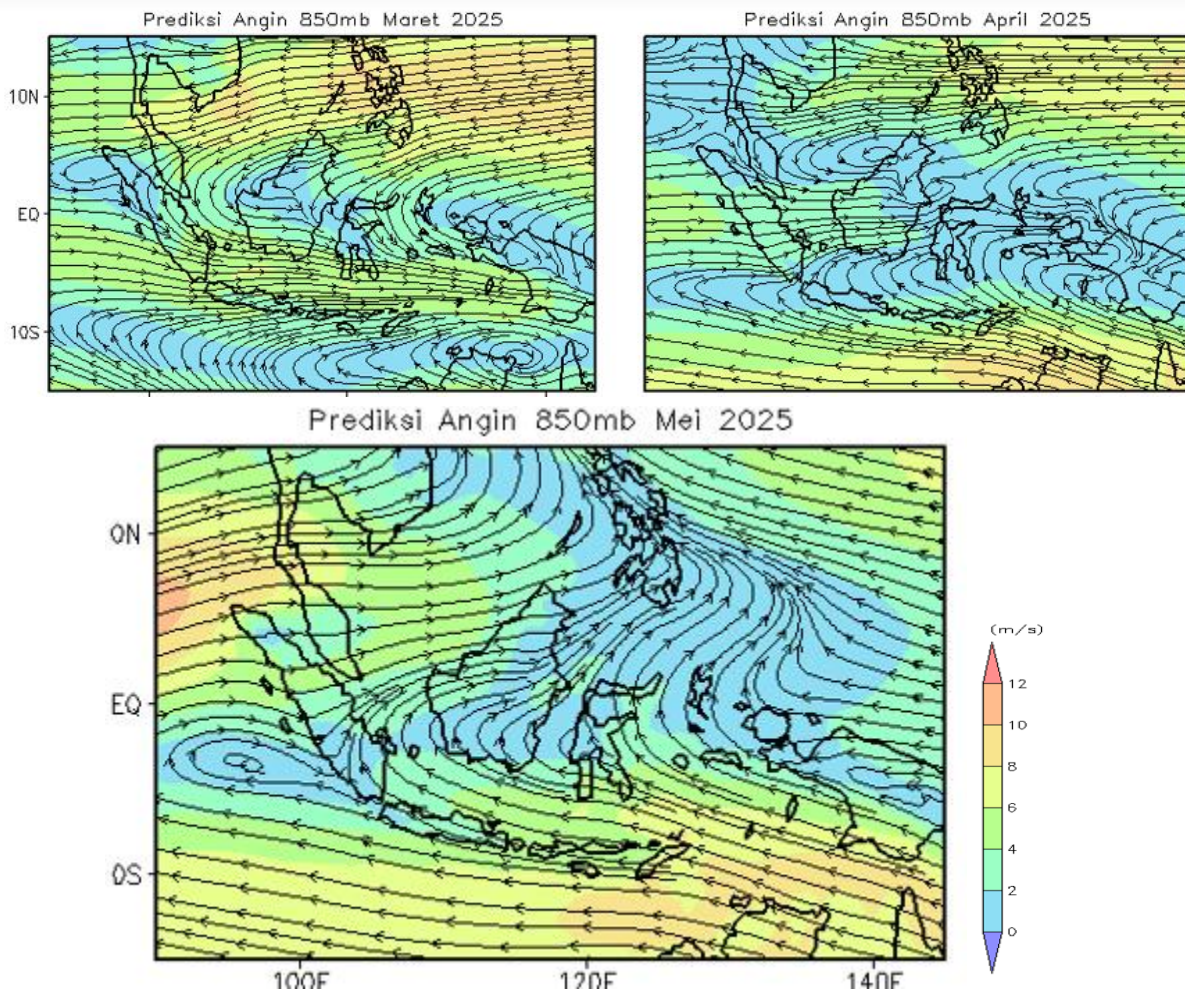 Prediksi Angin 850mb Maret 2025
Prediksi Angin 850mb April 2025
10N
EQ
10S
Prediksi Angin 850mb Mei 2025
0N
EQ
0S
(m/s)
12
10
8
6
4
2
0
100E
120E
140E